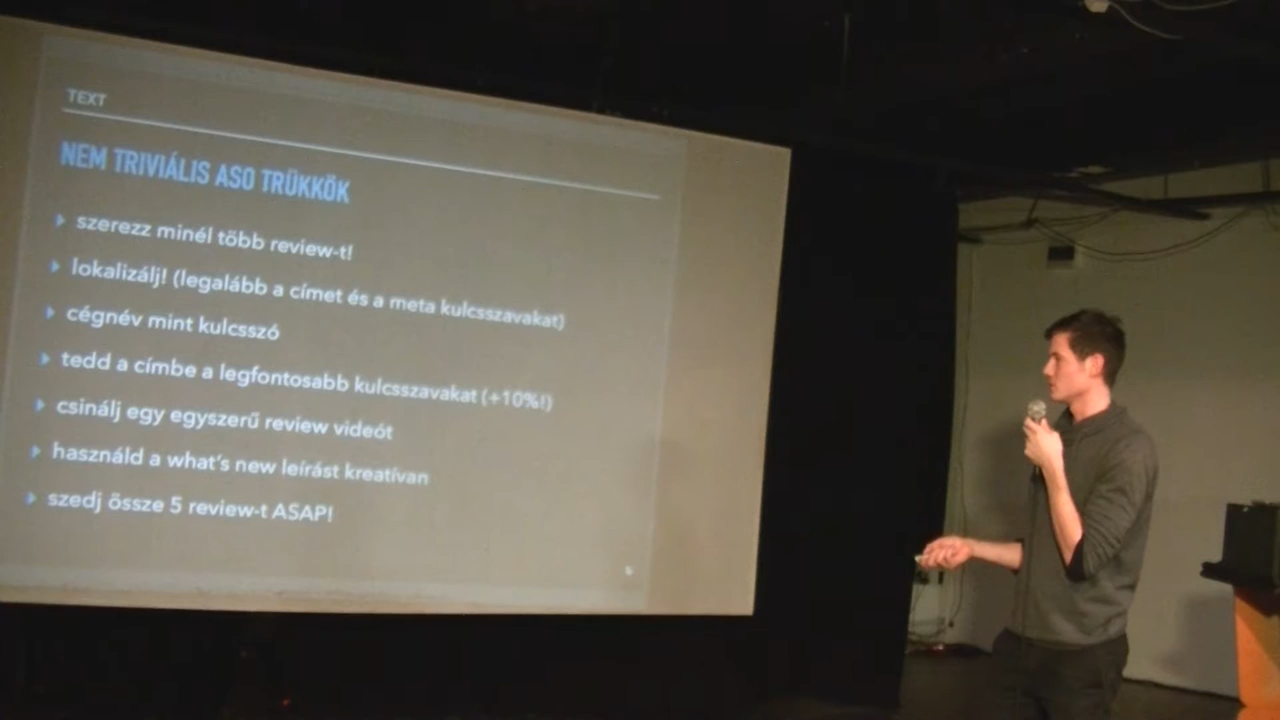 TEXT
NEM TRIVIÁLIS ASO TRÜKKÖK
szerezz minél több review-t!
lokalizálj! (legalább a címet és a meta kulcsszavakat)
cégnév mint kulcsszó
tedd a címbe a legfontosabb kulcsszavakat (+10%!)
csinálj egy egyszerű review videót
használd a what's new leírást kreatívan
szedj össze 5 review-t ASAP!